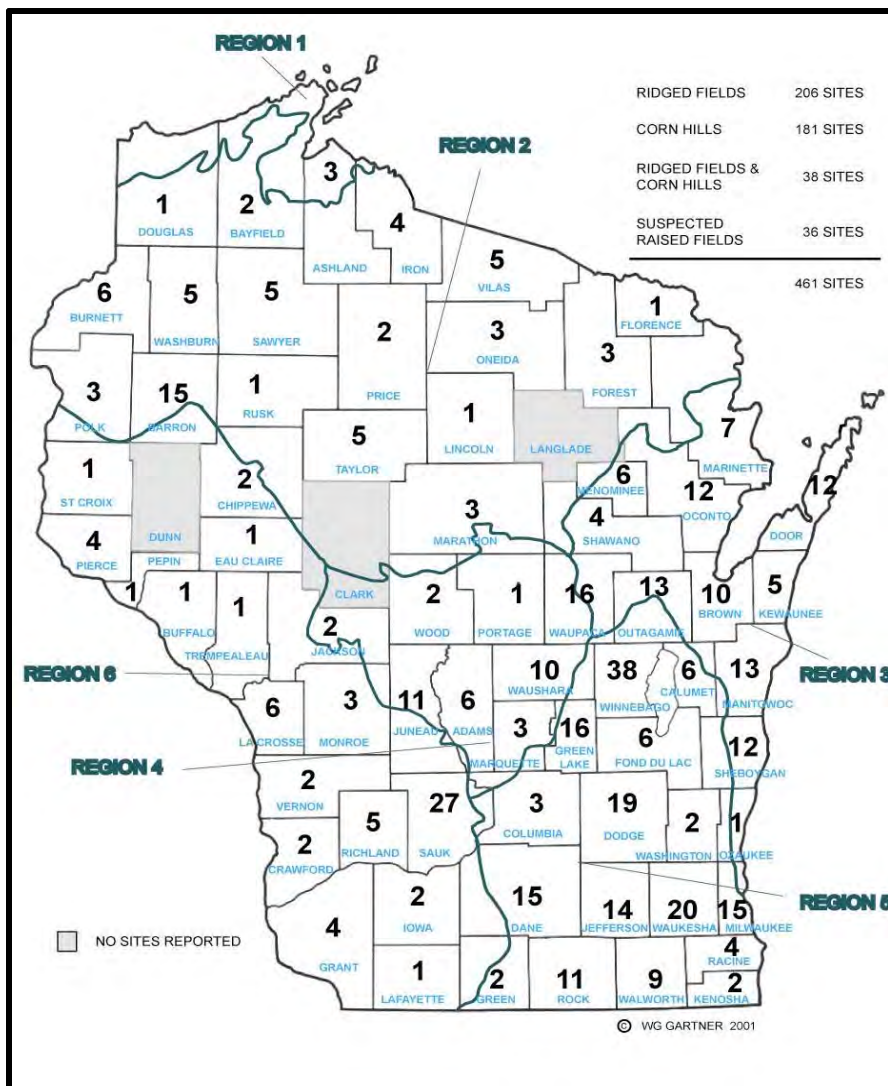 REGION 1
RIDGED FIELDS 206 SITES
CORN HILLS 181 SITES
RIDGED FIELDS &
CORN HILLS 38 SITES
SUSPECTED
RAISED FIELDS 36 SITES
461 SITES
REGION 2
3
1
2
4
DOUGLAS
BAYFIELD
ASHLAND
IRON
5
VILAS
6
BURNETT
5
WASHBURN
5
SAWYER
2
PRICE
3
ONEIDA
3
FOREST
1
FLORENCE
3
POLK
15
BARRON
1
RUSK
5
TAYLOR
1
LINCOLN
LANGLADE
7
MARINETTE
1
ST CROIX
DUNN
2
CHIPPEWA
3
MARATHON
6
MENOMINEE
4
SHAWANO
12
OCONTO
12
DOOR
4
PIERCE
1
PEPIN
1
EAU CLAIRE
CLARK
1
BUFFALO
1
TREMPEALEAU
2
JACKSON
2
WOOD
1
PORTAGE
16
WAUPACA
13
OUTAGAMIE
10
BROWN
5
KEWAUNEE
REGION 6
REGION 3
6
LA CROSSE
3
MONROE
11
JUNEAU
6
ADAMS
10
WAUSHARA
38
WINNEBAGO
6
CALUMET
13
MANITOWOC
REGION 4
3
MARQUETTE
16
GREEN
LAKE
6
FOND DU LAC
12
SHEBOYGAN
2
VERNON
2
CRAWFORD
5
RICHLAND
27
SAUK
3
COLUMBIA
19
DODGE
2
WASHINGTON
1
OZAUKEE
REGION 5
NO SITES REPORTED
4
GRANT
2
IOWA
15
DANE
14
JEFFERSON
20
WAUKESHA
15
MILWAUKEE
4
RACINE
1
LAFAYETTE
2
GREEN
11
ROCK
9
WALWORTH
2
KENOSHA
© WG GARTNER 2001